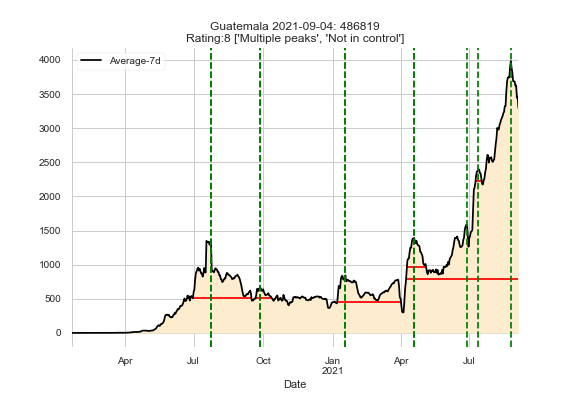 Guatemala 2021-09-04: 486819
Rating:8 ['Multiple peaks', 'Not in control']
Average-7d
4000
3500
3000
2500
2000
1500
1000
500
0
Apr Jul Oct Jan Apr Jul
2021
Date